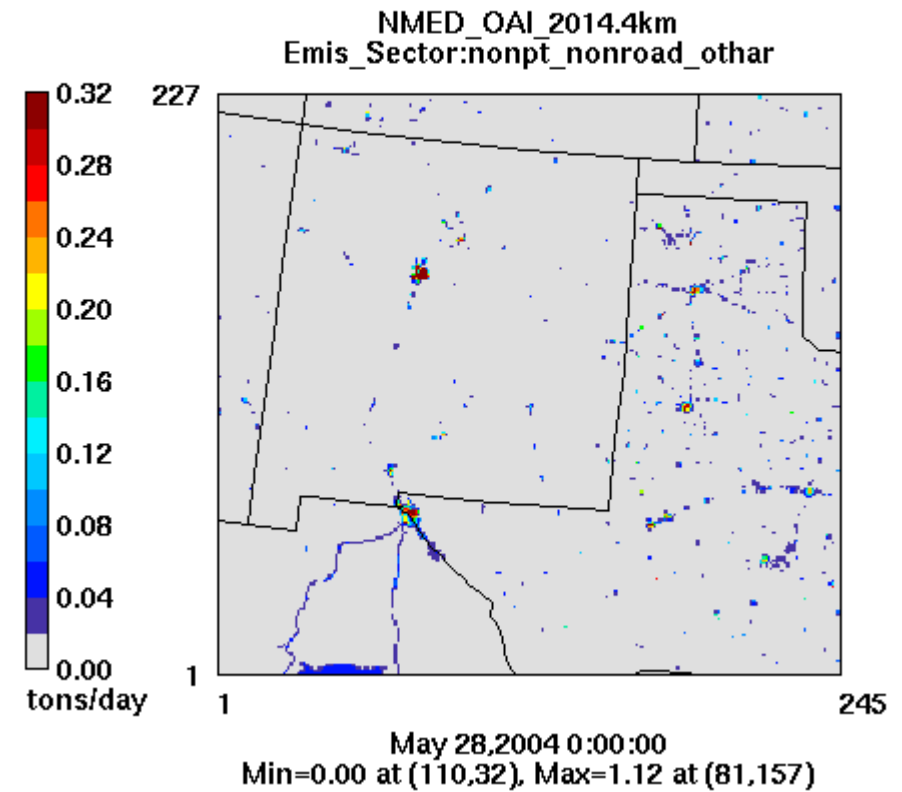 NMED_OAI_2014.4km
Emis_Sector:nonpt_nonroad_othar
0.32
0.28
0.24
0.20
0.16
0.12
0.08
0.04
0.00
tons/day
227
1
1
245
May 28,2004 0:00:00
Min=0.00 at (110,32), Max=1.12 at (81,157)